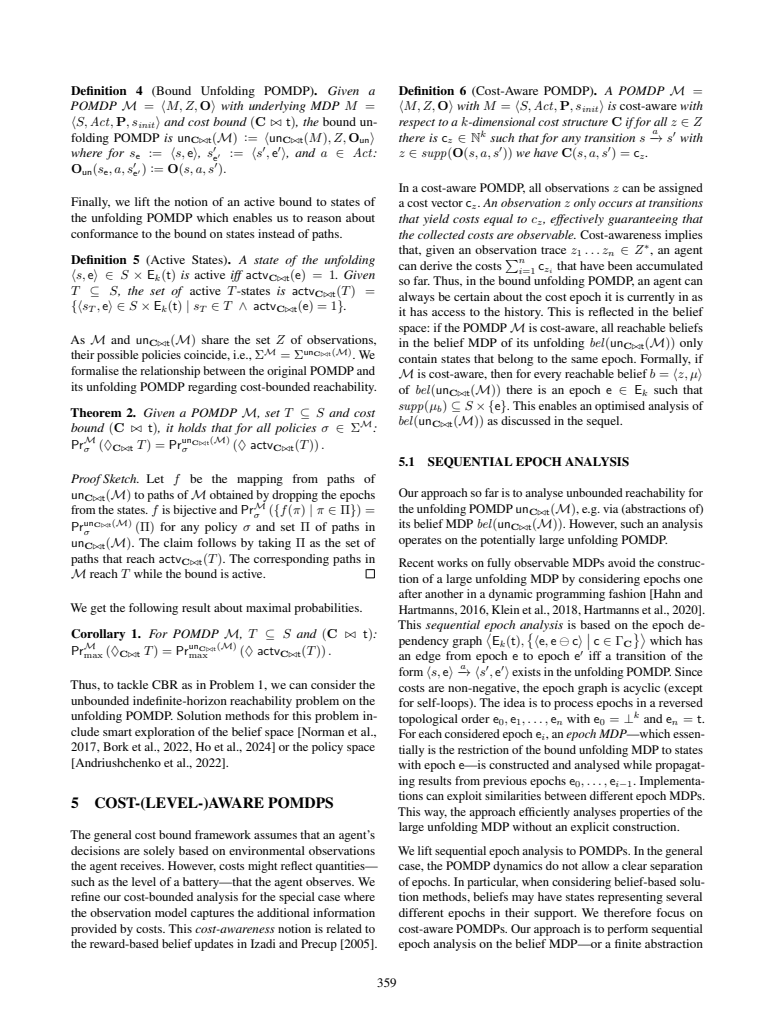 Definition 4 (Bound Unfolding POMDP). Given a
POMDP ℳ = ⟨M, Z, O⟩ with underlying MDP M =
⟨S, Act, P, s_init⟩ and cost bound (C ⋈ t), the bound un-
folding POMDP is un_C⋈t(ℳ) := ⟨un_C⋈t(M), Z, O_un⟩
where for s_e := ⟨s, e⟩, s′_e′ := ⟨s′, e′⟩, and a ∈ Act:
O_un(s_e, a, s′_e′) := O(s, a, s′).
Finally, we lift the notion of an active bound to states of
the unfolding POMDP which enables us to reason about
conformance to the bound on states instead of paths.
Definition 5 (Active States). A state of the unfolding
⟨s, e⟩ ∈ S × E_k(t) is active iff actv_C⋈t(e) = 1. Given
T ⊆ S, the set of active T-states is actv_C⋈t(T) =
{⟨s_T, e⟩ ∈ S × E_k(t) | s_T ∈ T ∧ actv_C⋈t(e) = 1}.
As ℳ and un_C⋈t(ℳ) share the set Z of observations,
their possible policies coincide, i.e., Σ^ℳ = Σ^un_C⋈t(ℳ). We
formalise the relationship between the original POMDP and
its unfolding POMDP regarding cost-bounded reachability.
Theorem 2. Given a POMDP ℳ, set T ⊆ S and cost
bound (C ⋈ t), it holds that for all policies σ ∈ Σ^ℳ:
Pr^ℳ_σ (◊_C⋈t T) = Pr^un_C⋈t(ℳ)_σ (◊ actv_C⋈t(T)) .
Proof Sketch. Let f be the mapping from paths of
un_C⋈t(ℳ) to paths of ℳ obtained by dropping the epochs
from the states. f is bijective and Pr^ℳ_σ ({f(π) | π ∈ Π}) =
Pr^un_C⋈t(ℳ)_σ (Π) for any policy σ and set Π of paths in
un_C⋈t(ℳ). The claim follows by taking Π as the set of
paths that reach actv_C⋈t(T). The corresponding paths in
ℳ reach T while the bound is active. □
We get the following result about maximal probabilities.
Corollary 1. For POMDP ℳ, T ⊆ S and (C ⋈ t):
Pr^ℳ_max (◊_C⋈t T) = Pr^un_C⋈t(ℳ)_max (◊ actv_C⋈t(T)) .
Thus, to tackle CBR as in Problem 1, we can consider the
unbounded indefinite-horizon reachability problem on the
unfolding POMDP. Solution methods for this problem in-
clude smart exploration of the belief space [Norman et al.,
2017, Bork et al., 2022, Ho et al., 2024] or the policy space
[Andriushchenko et al., 2022].
5 COST-(LEVEL-)AWARE POMDPS
The general cost bound framework assumes that an agent's
decisions are solely based on environmental observations
the agent receives. However, costs might reflect quantities—
such as the level of a battery—that the agent observes. We
refine our cost-bounded analysis for the special case where
the observation model captures the additional information
provided by costs. This cost-awareness notion is related to
the reward-based belief updates in Izadi and Precup [2005].
Definition 6 (Cost-Aware POMDP). A POMDP ℳ =
⟨M, Z, O⟩ with M = ⟨S, Act, P, s_init⟩ is cost-aware with
respect to a k-dimensional cost structure C if for all z ∈ Z
there is c_z ∈ ℕ^k such that for any transition s →^a s′ with
z ∈ supp(O(s, a, s′)) we have C(s, a, s′) = c_z.
In a cost-aware POMDP, all observations z can be assigned
a cost vector c_z. An observation z only occurs at transitions
that yield costs equal to c_z, effectively guaranteeing that
the collected costs are observable. Cost-awareness implies
that, given an observation trace z_1 . . . z_n ∈ Z*, an agent
can derive the costs ∑^n_i=1 c_z_i that have been accumulated
so far. Thus, in the bound unfolding POMDP, an agent can
always be certain about the cost epoch it is currently in as
it has access to the history. This is reflected in the belief
space: if the POMDP ℳ is cost-aware, all reachable beliefs
in the belief MDP of its unfolding bel(un_C⋈t(ℳ)) only
contain states that belong to the same epoch. Formally, if
ℳ is cost-aware, then for every reachable belief b = ⟨z, μ⟩
of bel(un_C⋈t(ℳ)) there is an epoch e ∈ E_k such that
supp(μ_b) ⊆ S × {e}. This enables an optimised analysis of
bel(un_C⋈t(ℳ)) as discussed in the sequel.
5.1 SEQUENTIAL EPOCH ANALYSIS
Our approach so far is to analyse unbounded reachability for
the unfolding POMDP un_C⋈t(ℳ), e.g. via (abstractions of)
its belief MDP bel(un_C⋈t(ℳ)). However, such an analysis
operates on the potentially large unfolding POMDP.
Recent works on fully observable MDPs avoid the construc-
tion of a large unfolding MDP by considering epochs one
after another in a dynamic programming fashion [Hahn and
Hartmanns, 2016, Klein et al., 2018, Hartmanns et al., 2020].
This sequential epoch analysis is based on the epoch de-
pendency graph ⟨E_k(t), {⟨e, e ⊖ c⟩ | c ∈ Γ_C}⟩ which has
an edge from epoch e to epoch e′ iff a transition of the
form ⟨s, e⟩ →^a ⟨s′, e′⟩ exists in the unfolding POMDP. Since
costs are non-negative, the epoch graph is acyclic (except
for self-loops). The idea is to process epochs in a reversed
topological order e_0, e_1, . . . , e_n with e_0 = ⊥^k and e_n = t.
For each considered epoch e_i, an epoch MDP—which essen-
tially is the restriction of the bound unfolding MDP to states
with epoch e—is constructed and analysed while propagat-
ing results from previous epochs e_0, . . . , e_i−1. Implementa-
tions can exploit similarities between different epoch MDPs.
This way, the approach efficiently analyses properties of the
large unfolding MDP without an explicit construction.
We lift sequential epoch analysis to POMDPs. In the general
case, the POMDP dynamics do not allow a clear separation
of epochs. In particular, when considering belief-based solu-
tion methods, beliefs may have states representing several
different epochs in their support. We therefore focus on
cost-aware POMDPs. Our approach is to perform sequential
epoch analysis on the belief MDP—or a finite abstraction
359